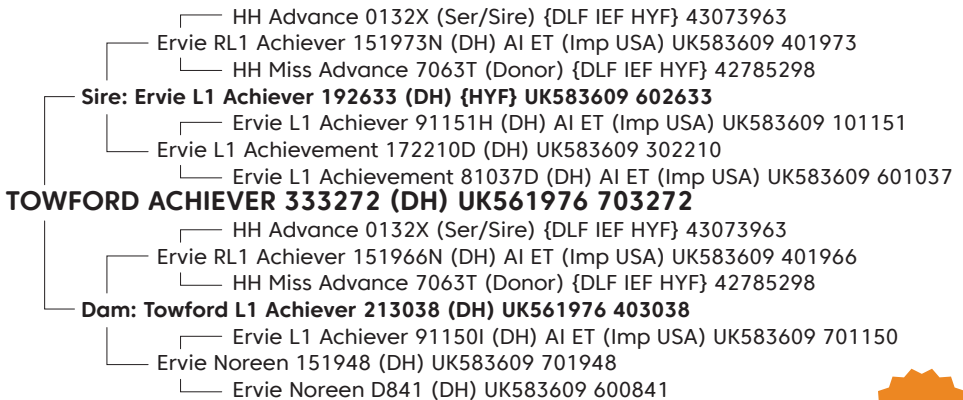 HH Advance 0132X (Ser/Sire) {DLF IEF HYF} 43073963
Ervie RL1 Achiever 151973N (DH) AI ET (Imp USA) UK583609 401973
HH Miss Advance 7063T (Donor) {DLF IEF HYF} 42785298
Sire: Ervie L1 Achiever 192633 (DH) {HYF} UK583609 602633
Ervie L1 Achiever 91151H (DH) AI ET (Imp USA) UK583609 101151
Ervie L1 Achievement 172210D (DH) UK583609 302210
Ervie L1 Achievement 81037D (DH) AI ET (Imp USA) UK583609 601037
TOWFORD ACHIEVER 333272 (DH) UK561976 703272
HH Advance 0132X (Ser/Sire) {DLF IEF HYF} 43073963
Ervie RL1 Achiever 151966N (DH) AI ET (Imp USA) UK583609 401966
HH Miss Advance 7063T (Donor) {DLF IEF HYF} 42785298
Dam: Towford L1 Achiever 213038 (DH) UK561976 403038
Ervie L1 Achiever 91150I (DH) AI ET (Imp USA) UK583609 701150
Ervie Noreen 151948 (DH) UK583609 701948
Ervie Noreen D841 (DH) UK583609 600841